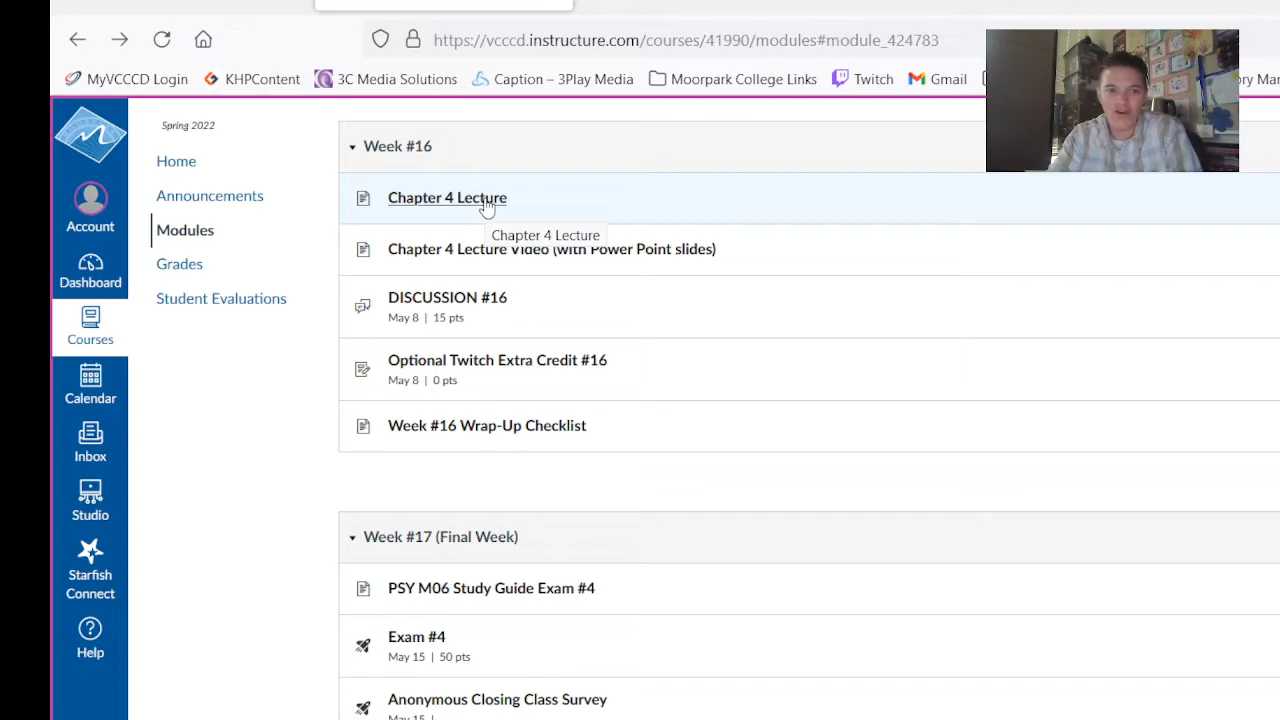 https://vcccd.instructure.com/courses/41990/modules#module_424783
MyVCCCD Login
KHPContent
3C Media Solutions
Caption – 3Play Media
Moorpark College Links
Twitch
Gmail
ory Mar
Spring 2022
Home
Announcements
Modules
Grades
Student Evaluations
Account
Dashboard
Courses
Calendar
Inbox
Studio
Starfish
Connect
Help
Week #16
Chapter 4 Lecture
Chapter 4 Lecture
Chapter 4 Lecture Video (with Power Point slides)
DISCUSSION #16
May 8 | 15 pts
Optional Twitch Extra Credit #16
May 8 | 0 pts
Week #16 Wrap-Up Checklist
Week #17 (Final Week)
PSY M06 Study Guide Exam #4
Exam #4
May 15 | 50 pts
Anonymous Closing Class Survey
May 15 |